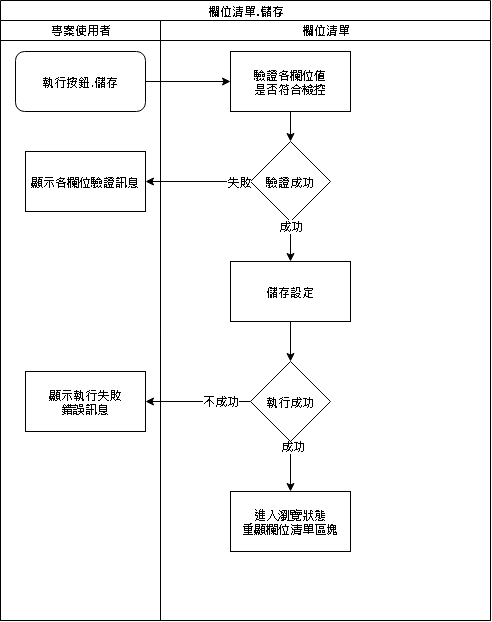 欄位清單.儲存
專案使用者
欄位清單
執行按鈕.儲存
驗證各欄位值
是否符合檢控
顯示各欄位驗證訊息
失敗
驗證成功
成功
儲存設定
顯示執行失敗
錯誤訊息
不成功
執行成功
成功
進入瀏覽狀態
重顯欄位清單區塊